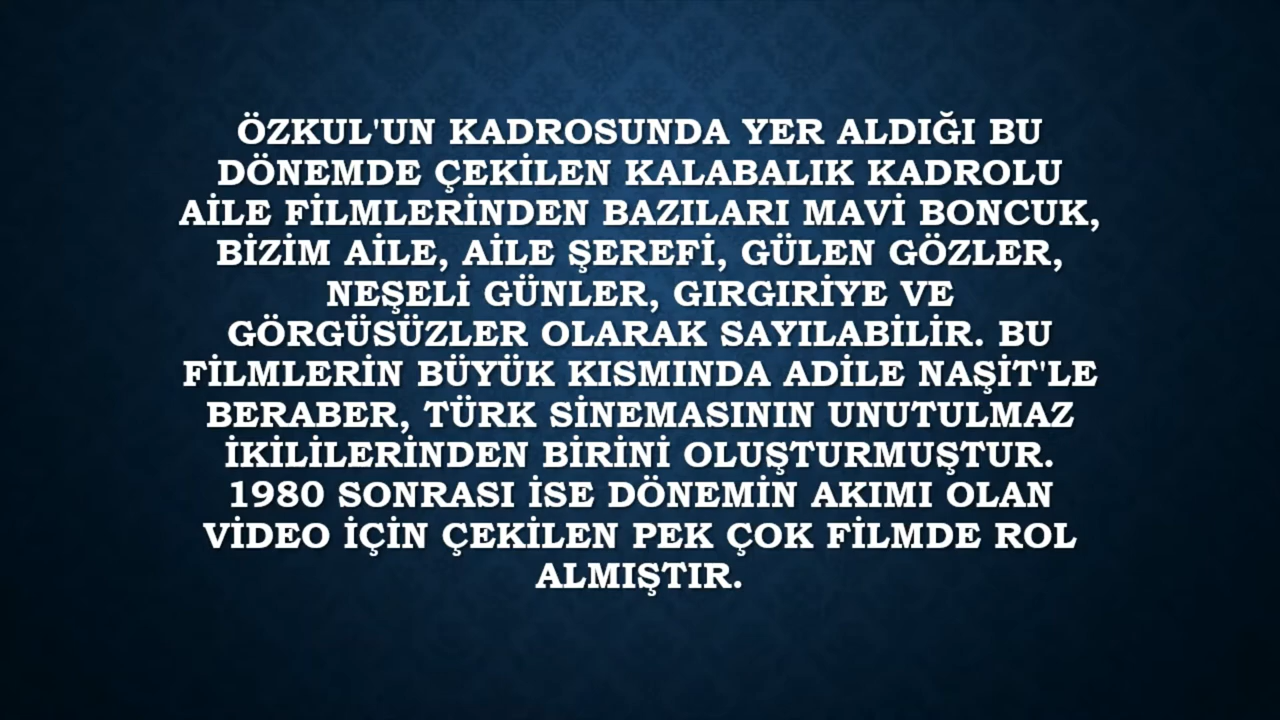 ÖZKUL'UN KADROSUNDA YER ALDIĞI BU
DÖNEMDE ÇEKİLEN KALABALIK KADROLU
AİLE FİLMLERİNDEN BAZILARI MAVİ BONCUK,
BİZİM AİLE, AİLE ŞEREFİ, GÜLEN GÖZLER,
NEŞELİ GÜNLER, GIRGIRİYE VE
GÖRGÜSÜZLER OLARAK SAYILABİLİR. BU
FİLMLERİN BÜYÜK KISMINDA ADİLE NAŞİT'LE
BERABER, TÜRK SİNEMASININ UNUTULMAZ
İKİLİLERİNDEN BİRİNİ OLUŞTURMUŞTUR.
1980 SONRASI İSE DÖNEMİN AKIMI OLAN
VİDEO İÇİN ÇEKİLEN PEK ÇOK FİLMDE ROL
ALMIŞTIR.